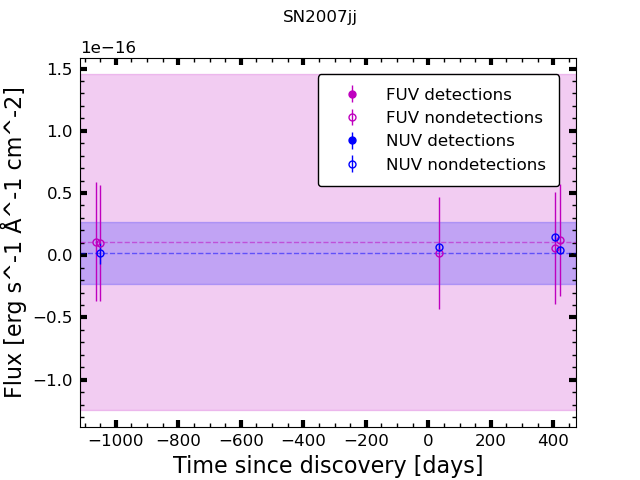 SN2007jj
1e−16
1.5
1.0
0.5
0.0
−0.5
−1.0
Flux [erg s^-1 Å^-1 cm^-2]
FUV detections
FUV nondetections
NUV detections
NUV nondetections
−1000 −800 −600 −400 −200 0 200 400
Time since discovery [days]